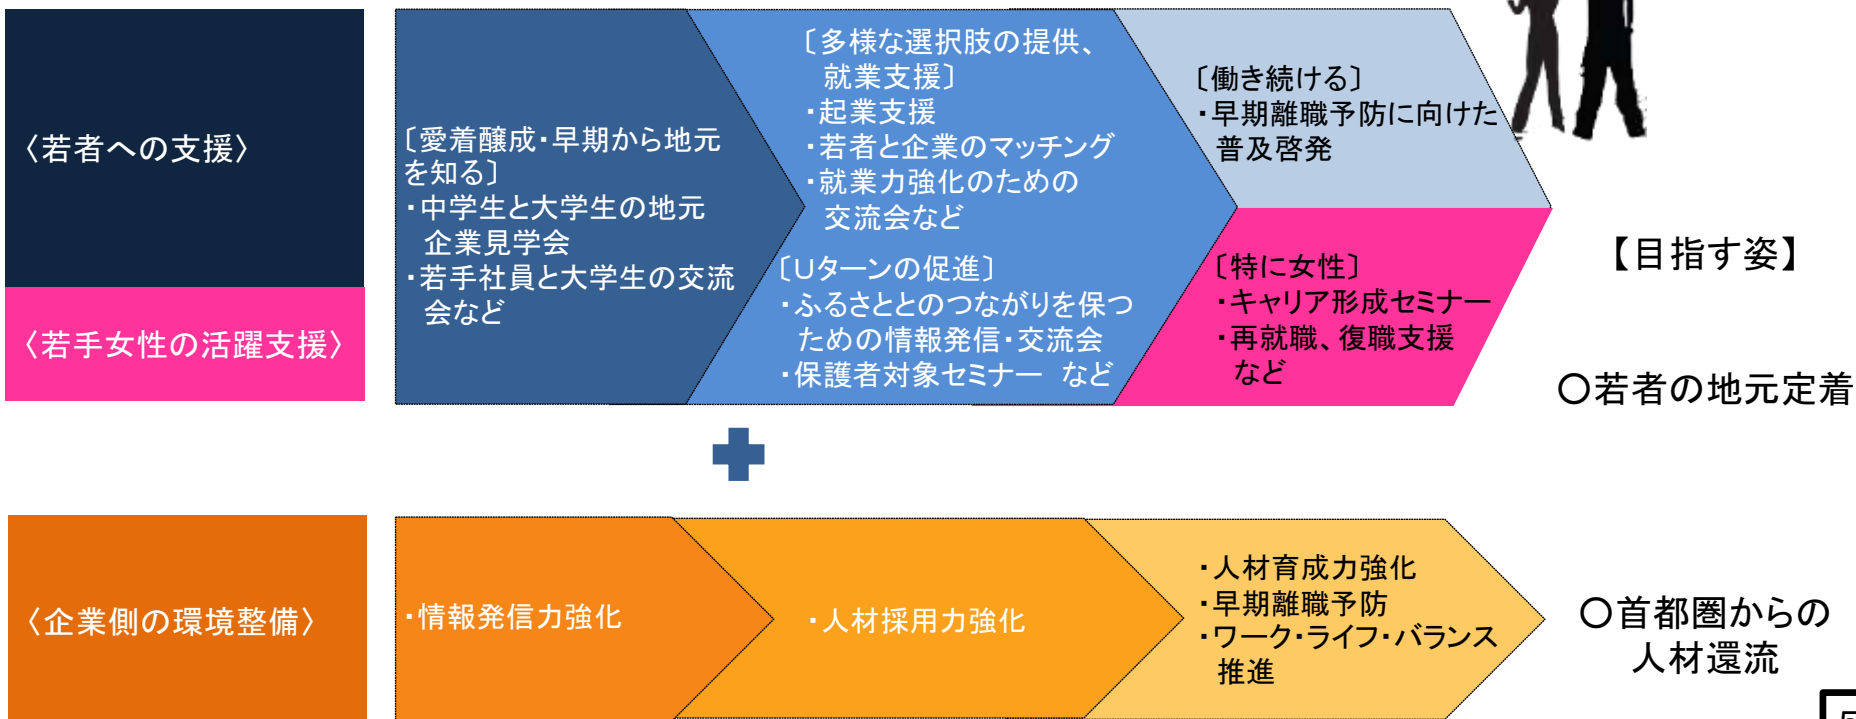 〈若者への支援〉
〈若手女性の活躍支援〉
〔愛着醸成・早期から地元
を知る〕
・中学生と大学生の地元
企業見学会
・若手社員と大学生の交流
会など
〔多様な選択肢の提供、
就業支援〕
・起業支援
・若者と企業のマッチング
・就業力強化のための
交流会など
〔Uターンの促進〕
・ふるさととのつながりを保つ
ための情報発信・交流会
・保護者対象セミナー など
〔働き続ける〕
・早期離職予防に向けた
普及啓発
〔特に女性〕
・キャリア形成セミナー
・再就職、復職支援
など
【目指す姿】
〇若者の地元定着
〈企業側の環境整備〉
・情報発信力強化
・人材採用力強化
・人材育成力強化
・早期離職予防
・ワーク・ライフ・バランス
推進
〇首都圏からの
人材還流